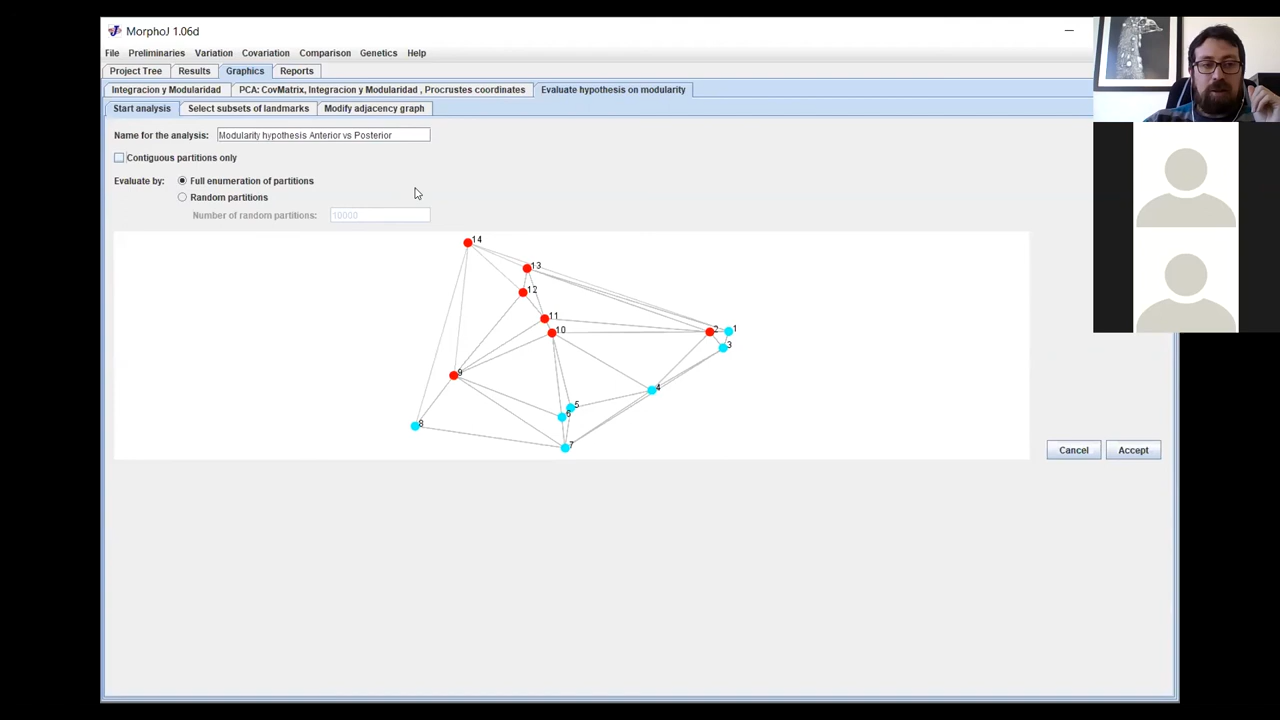 MorphoJ 1.06d
File Preliminaries Variation Covariation Comparison Genetics Help
Project Tree Results Graphics Reports
Integracion y Modularidad PCA: CovMatrix, Integracion y Modularidad , Procrustes coordinates Evaluate hypothesis on modularity
Start analysis Select subsets of landmarks Modify adjacency graph
Name for the analysis: Modularity hypothesis Anterior vs Posterior
Contiguous partitions only
Evaluate by: Full enumeration of partitions
Random partitions
Number of random partitions: 10000
14
13
12
11
10
2 1
3
9
4
5
6
8
7
Cancel Accept